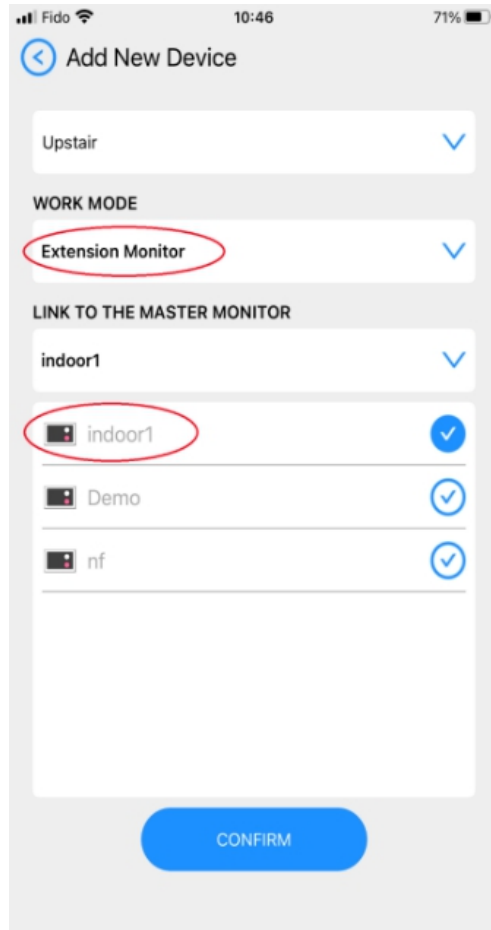 Fido 10:46 71%
Add New Device
Upstair
WORK MODE
Extension Monitor
LINK TO THE MASTER MONITOR
indoor1
indoor1
Demo
nf
CONFIRM